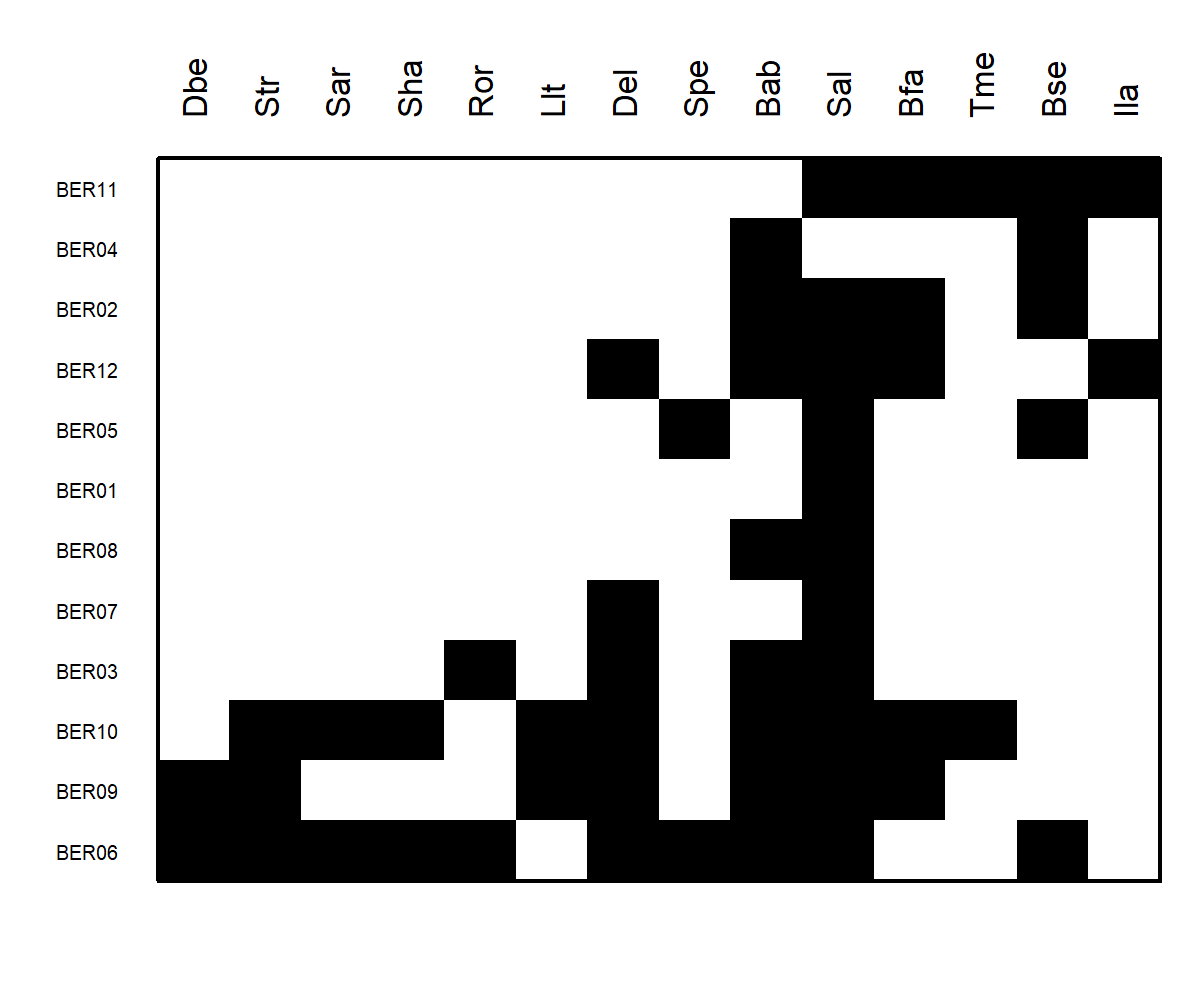 Dbe Str Sar Sha Ror Llt Del Spe Bab Sal Bfa Tme Bse Ila
BER11
BER04
BER02
BER12
BER05
BER01
BER08
BER07
BER03
BER10
BER09
BER06